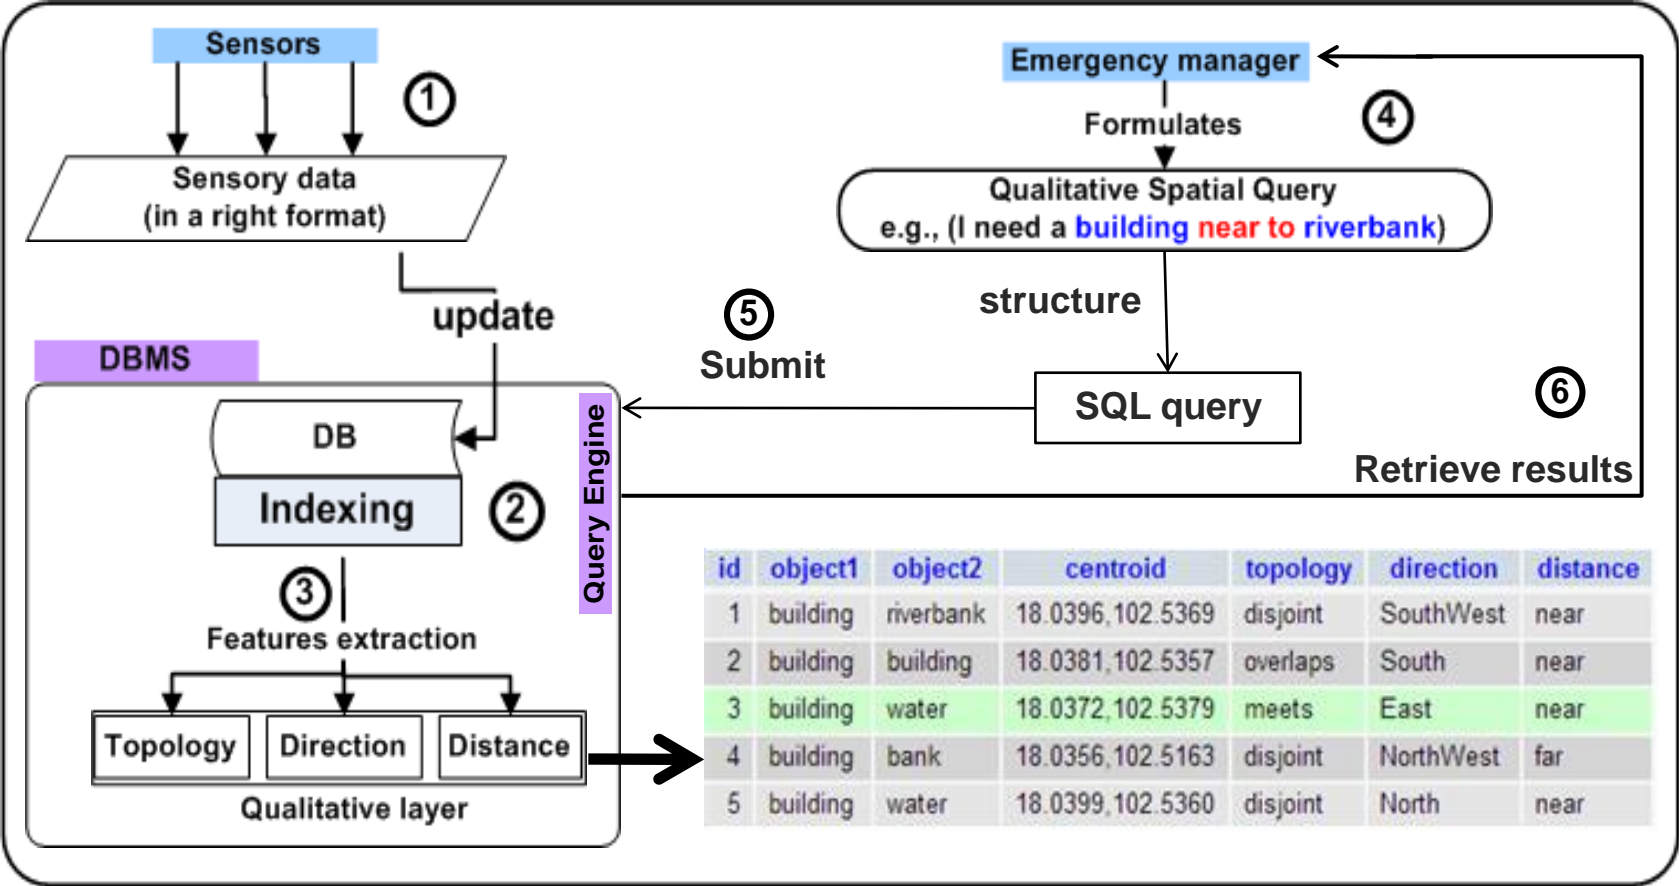 Sensors
1
Sensory data
(in a right format)
update
DBMS
DB
Indexing
2
Query Engine
3
Features extraction
Topology Direction Distance
Qualitative layer
Emergency manager
4
Formulates
Qualitative Spatial Query
e.g., (I need a building near to riverbank)
structure
5
Submit
SQL query
6
Retrieve results
id object1 object2 centroid topology direction distance
1 building riverbank 18.0396,102.5369 disjoint SouthWest near
2 building building 18.0381,102.5357 overlaps South near
3 building water 18.0372,102.5379 meets East near
4 building bank 18.0356,102.5163 disjoint NorthWest far
5 building water 18.0399,102.5360 disjoint North near